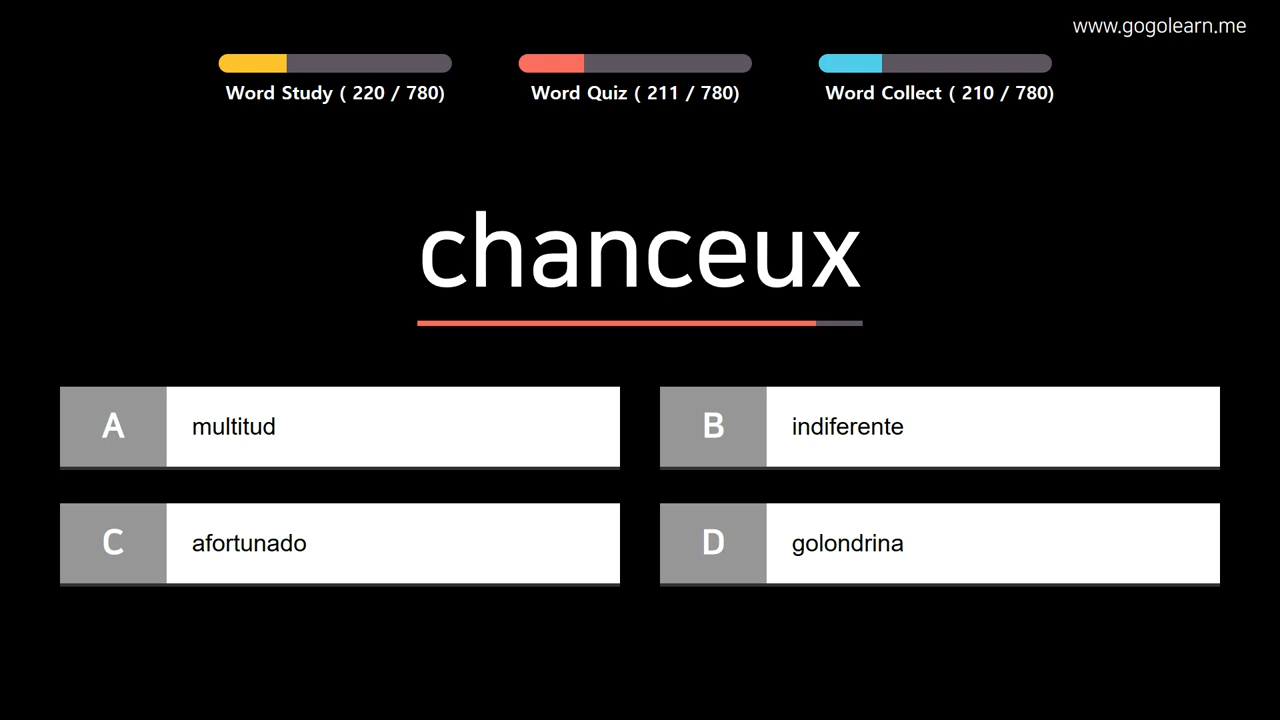 www.gogolearn.me
Word Study ( 220 / 780)
Word Quiz ( 211 / 780)
Word Collect ( 210 / 780)
chanceux
A multitud
B indiferente
C afortunado
D golondrina